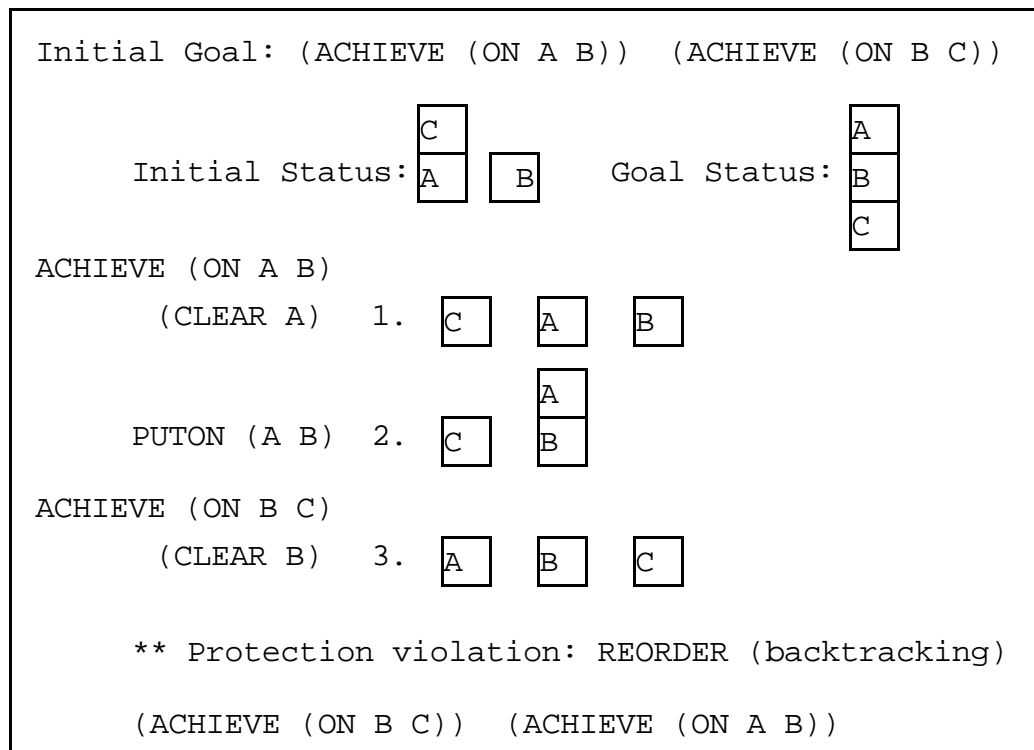 Initial Goal: (ACHIEVE (ON A B)) (ACHIEVE (ON B C))
C A
Initial Status: A B Goal Status: B
C
ACHIEVE (ON A B)
(CLEAR A) 1. C A B
A
PUTON (A B) 2. C B
ACHIEVE (ON B C)
(CLEAR B) 3. A B C
** Protection violation: REORDER (backtracking)
(ACHIEVE (ON B C)) (ACHIEVE (ON A B))